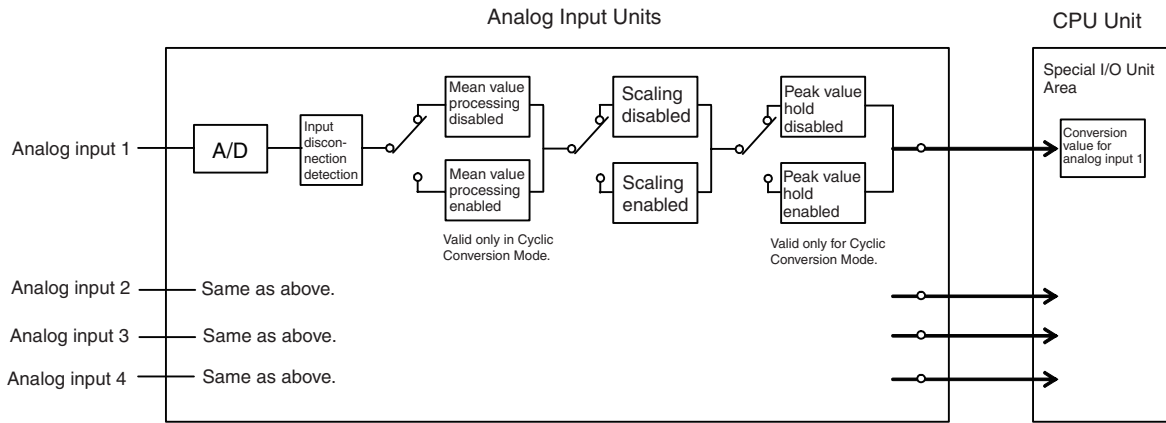 Analog Input Units
CPU Unit
Special I/O Unit
Area
Analog input 1
A/D
Input
discon-
nection
detection
Mean value
processing
disabled
Mean value
processing
enabled
Valid only in Cyclic
Conversion Mode.
Scaling
disabled
Scaling
enabled
Peak value
hold
disabled
Peak value
hold
enabled
Valid only for Cyclic
Conversion Mode.
Conversion
value for
analog input 1
Analog input 2
Same as above.
Analog input 3
Same as above.
Analog input 4
Same as above.